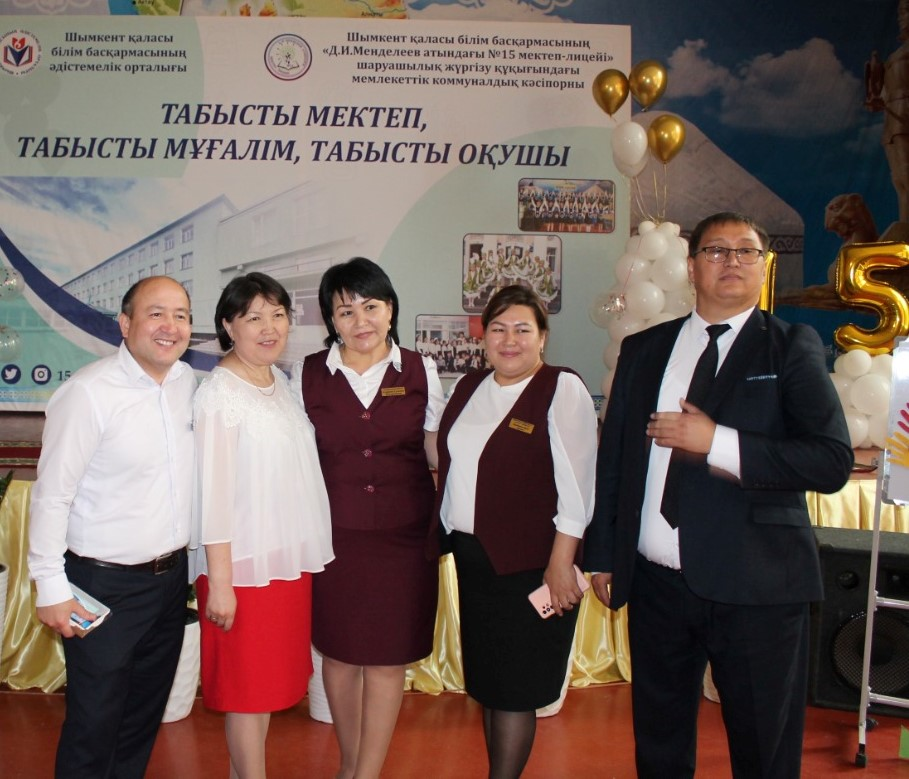 Шымкент қаласы
білім басқармасының
әдістемелік орталығы
Шымкент қаласы білім басқармасының
«Д.И.Менделеев атындағы №15 мектеп-лицейі»
шаруашылық жүргізу құқығындағы
мемлекеттік коммуналдық кәсіпорны
ТАБЫСТЫ МЕКТЕП,
ТАБЫСТЫ МҰҒАЛІМ, ТАБЫСТЫ ОҚУШЫ
15
15